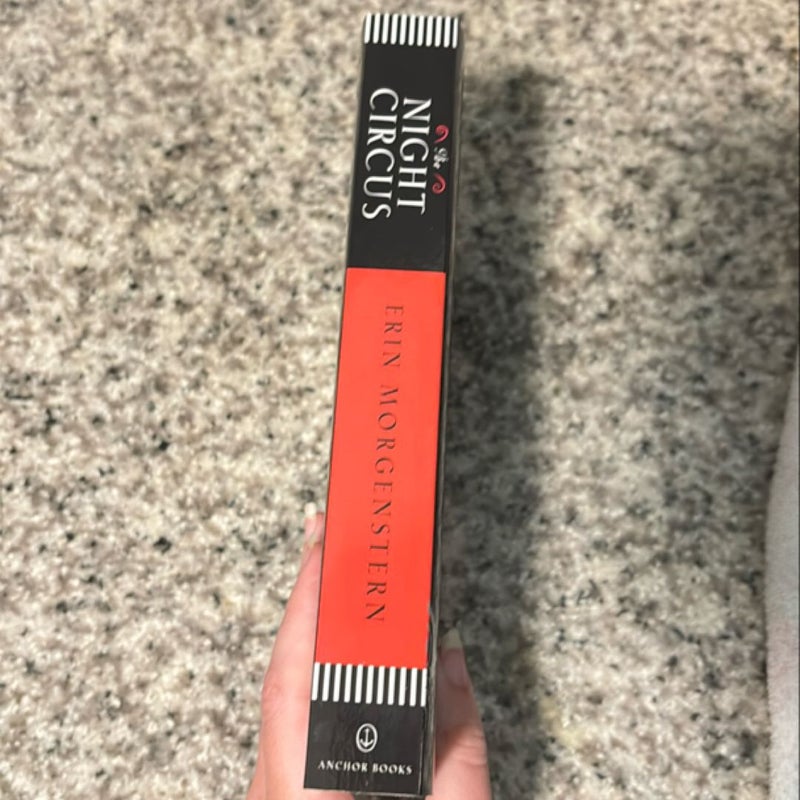 the
NIGHT
CIRCUS
ERIN MORGENSTERN
ANCHOR BOOKS